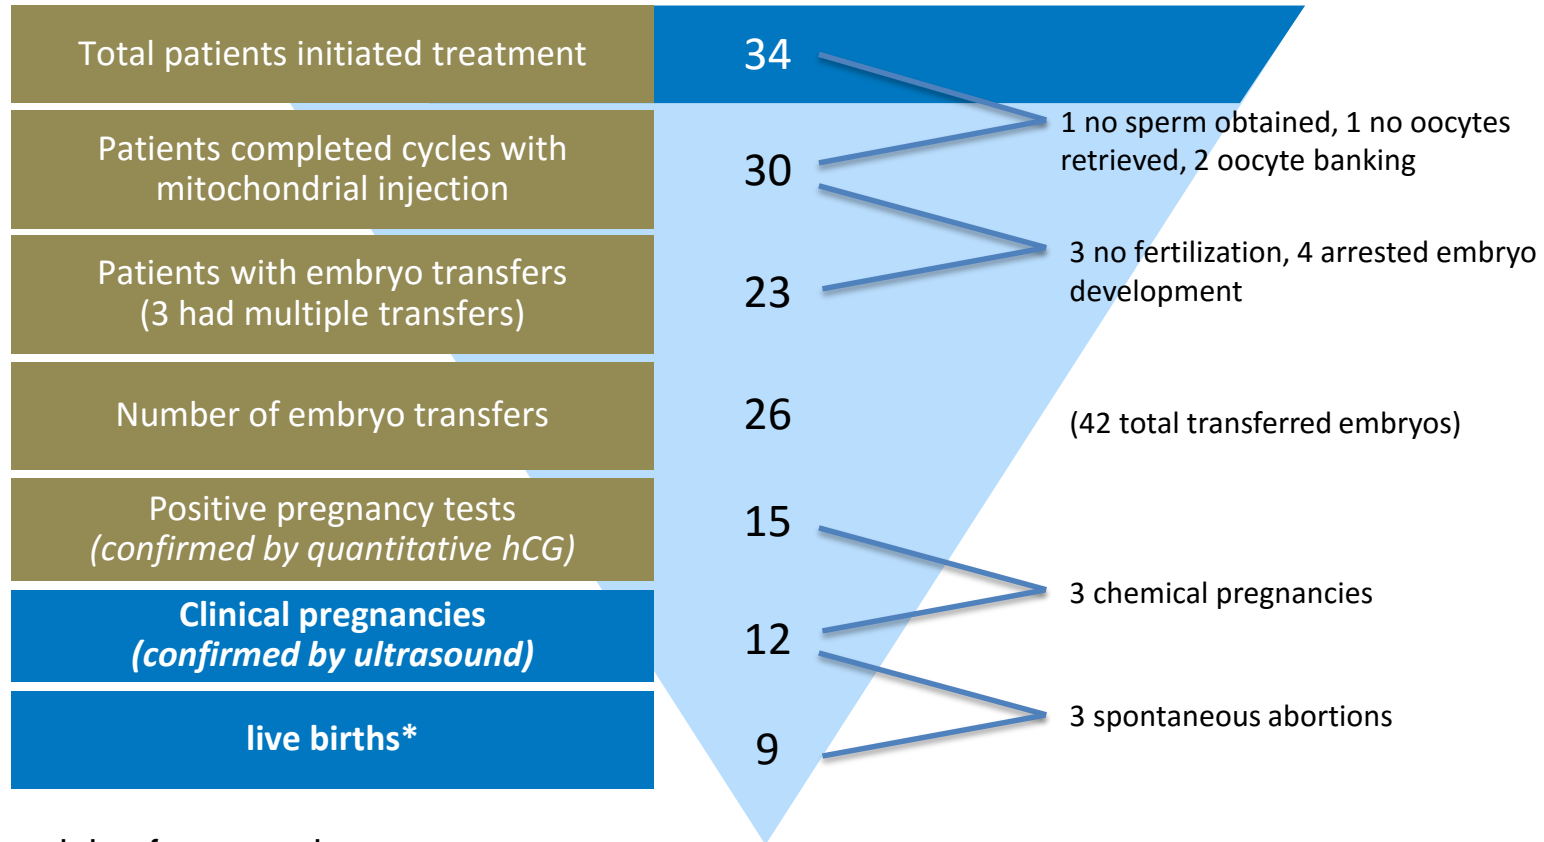 Total patients initiated treatment
34
1 no sperm obtained, 1 no oocytes
retrieved, 2 oocyte banking
Patients completed cycles with
mitochondrial injection
30
3 no fertilization, 4 arrested embryo
development
Patients with embryo transfers
(3 had multiple transfers)
23
Number of embryo transfers
26
(42 total transferred embryos)
Positive pregnancy tests
(confirmed by quantitative hCG)
15
3 chemical pregnancies
Clinical pregnancies
(confirmed by ultrasound)
12
3 spontaneous abortions
live births*
9